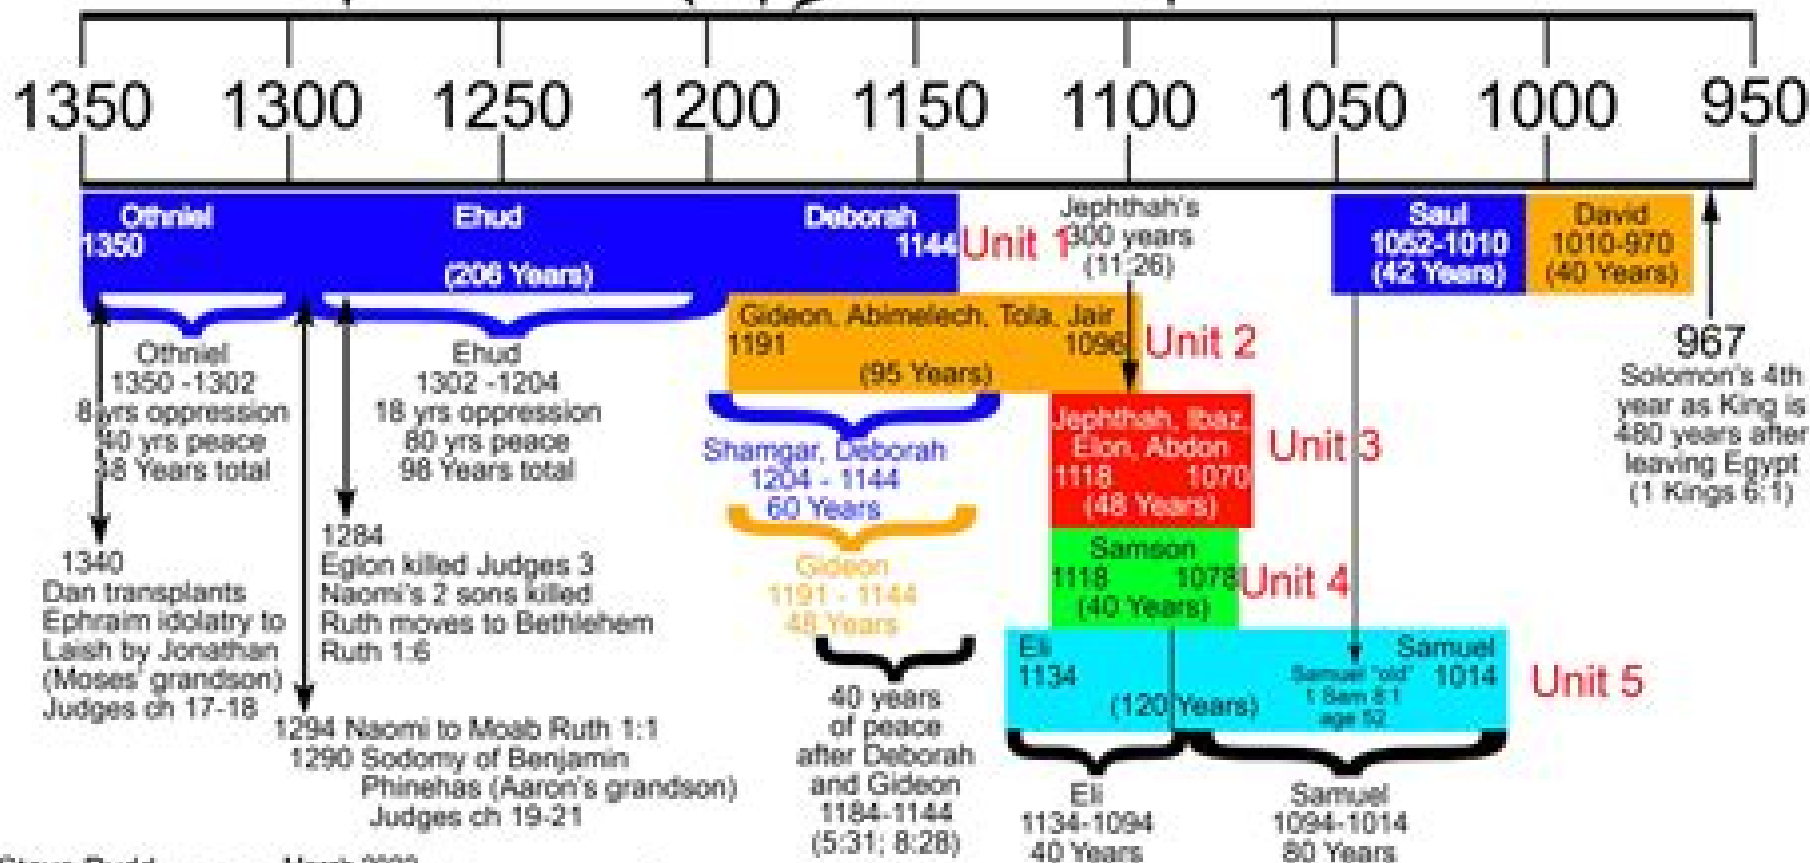 1350 1300 1250 1200 1150 1100 1050 1000 950
Othniel Ehud Deborah
1350 1144
(206 Years)
Unit 1
Jephthah's
300 years
(11:26)
Saul
1052-1010
(42 Years)
David
1010-970
(40 Years)
967
Solomon's 4th
year as King is
480 years after
leaving Egypt
(1 Kings 6:1)
Othniel
1350 -1302
8 yrs oppression
40 yrs peace
48 Years total
Ehud
1302 -1204
18 yrs oppression
80 yrs peace
98 Years total
Gideon, Abimelech, Tola, Jair
1191 1096
(95 Years)
Unit 2
Shamgar, Deborah
1204 - 1144
60 Years
Gideon
1191 - 1144
48 Years
40 years
of peace
after Deborah
and Gideon
1184-1144
(5:31; 8:28)
Jephthah, Ibaz,
Elon, Abdon
1118 1070
(48 Years)
Unit 3
Samson
1118 1078
(40 Years)
Unit 4
Eli Samuel
1134 1014
(120 Years)
Samuel "old"
1 Sam 8:1
age 52
Unit 5
Eli
1134-1094
40 Years
Samuel
1094-1014
80 Years
1340
Dan transplants
Ephraim idolatry to
Laish by Jonathan
(Moses' grandson)
Judges ch 17-18
1284
Eglon killed Judges 3
Naomi's 2 sons killed
Ruth moves to Bethlehem
Ruth 1:6
1294 Naomi to Moab Ruth 1:1
1290 Sodomy of Benjamin
Phinehas (Aaron's grandson)
Judges ch 19-21